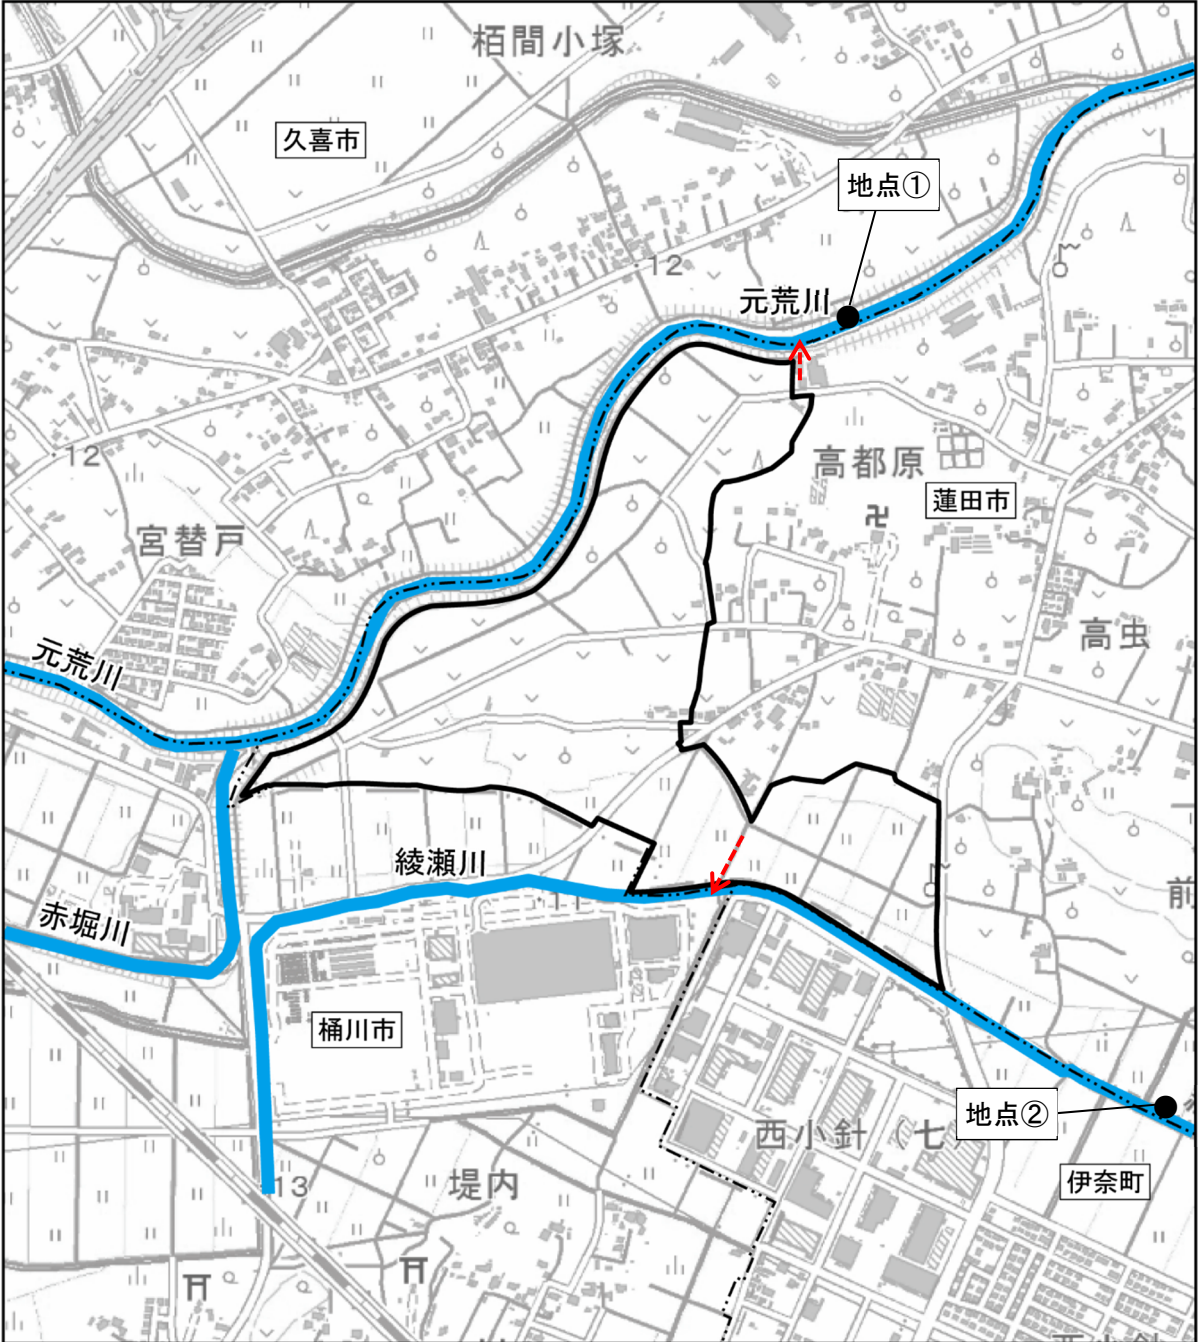 栢間小塚
久喜市
地点①
12
元荒川
12
高都原
蓮田市
宮替戸
高虫
元荒川
綾瀬川
11
前
赤堀川
桶川市
地点②
西小針（七
伊奈町
13
堤内